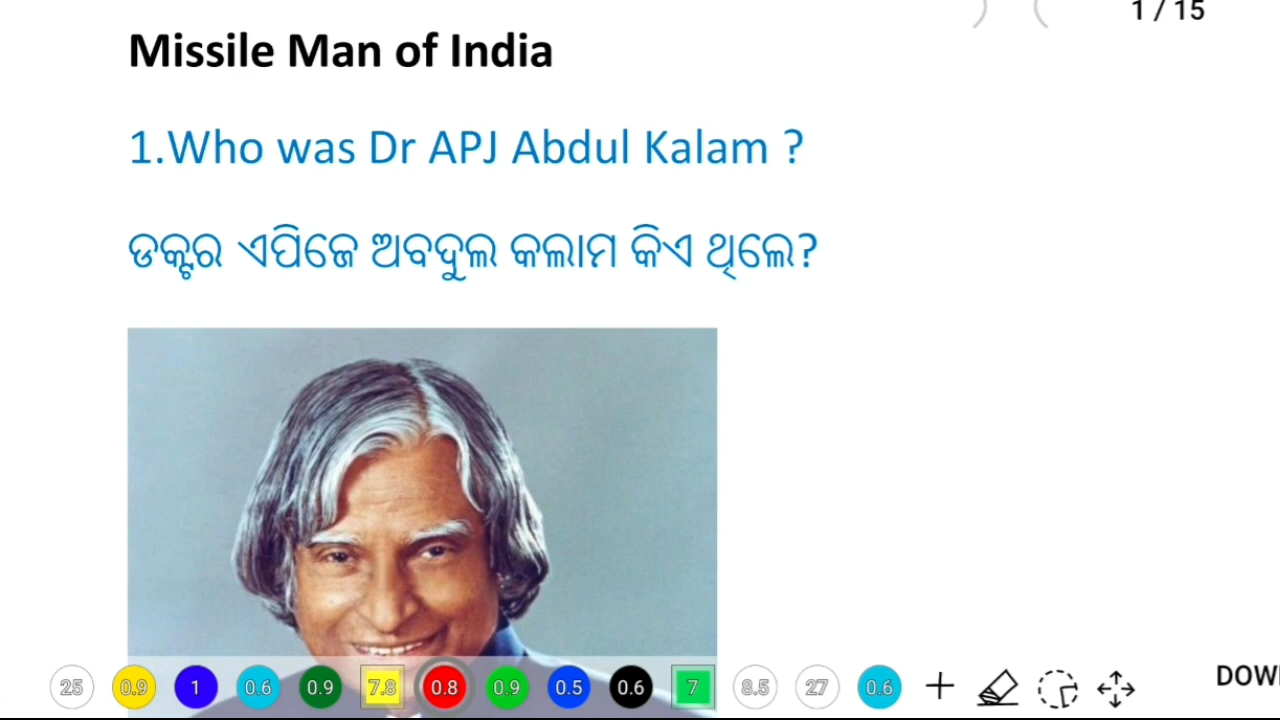 1 / 15
Missile Man of India
1.Who was Dr APJ Abdul Kalam ?
ଡକ୍ଟର ଏପିଜେ ଅବଦୁଲ କଲାମ କିଏ ଥିଲେ?
25 0.9 1 0.6 0.9 7.8 0.8 0.9 0.5 0.6 7 8.5 27 0.6